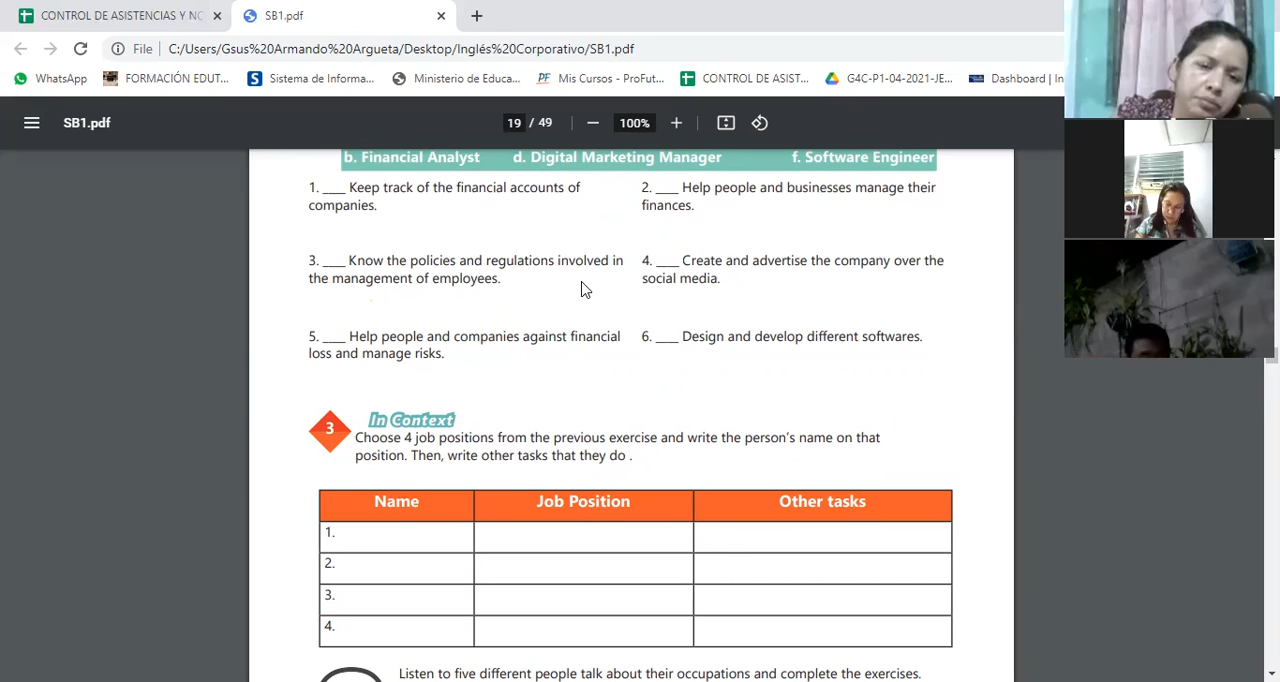 CONTROL DE ASISTENCIAS Y NO
SB1.pdf
File
C:/Users/Gsus%20Armando%20Argueta/Desktop/Inglés%20Corporativo/SB1.pdf
WhatsApp
FORMACIÓN EDUT...
Sistema de Informa...
Ministerio de Educa...
Mis Cursos - ProFut...
CONTROL DE ASIST...
G4C-P1-04-2021-JE...
Dashboard | In
SB1.pdf
19 / 49
100%
b. Financial Analyst d. Digital Marketing Manager f. Software Engineer
1. ____ Keep track of the financial accounts of
companies.
2. ____ Help people and businesses manage their
finances.
3. ____ Know the policies and regulations involved in
the management of employees.
4. ____ Create and advertise the company over the
social media.
5. ____ Help people and companies against financial
loss and manage risks.
6. ____ Design and develop different softwares.
3
In Context
Choose 4 job positions from the previous exercise and write the person's name on that
position. Then, write other tasks that they do .
Name Job Position Other tasks
1.
2.
3.
4.
Listen to five different people talk about their occupations and complete the exercises.